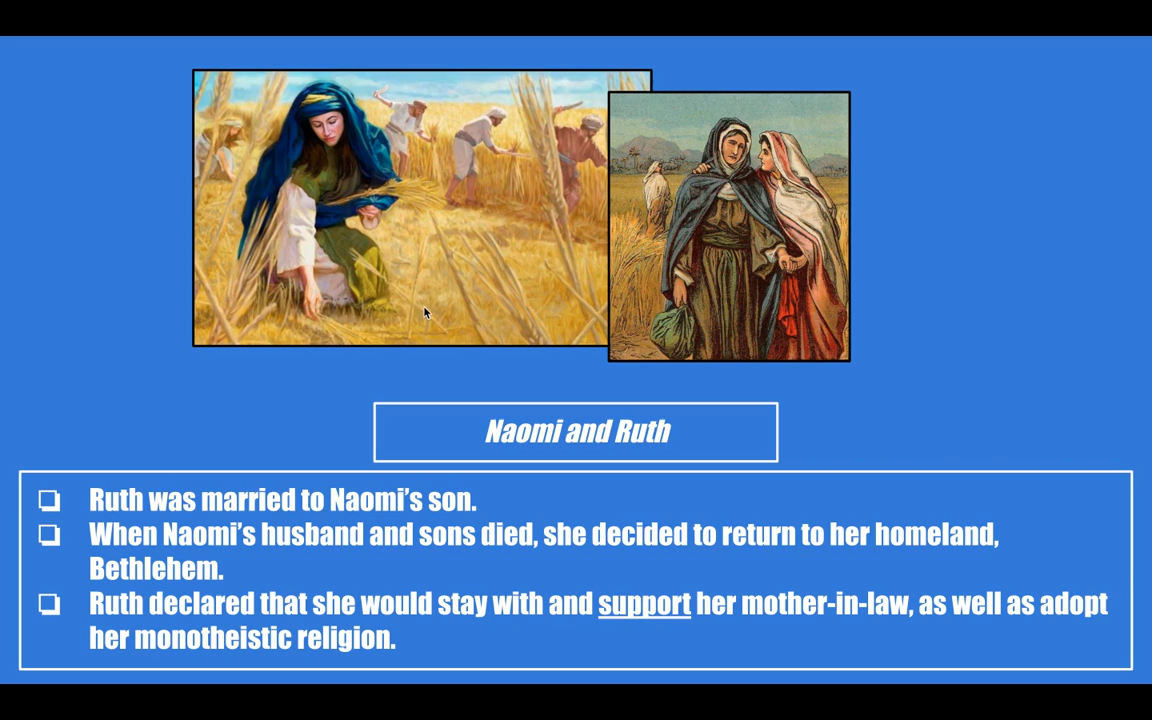 Naomi and Ruth
Ruth was married to Naomi's son.
When Naomi's husband and sons died, she decided to return to her homeland,
Bethlehem.
Ruth declared that she would stay with and support her mother-in-law, as well as adopt
her monotheistic religion.